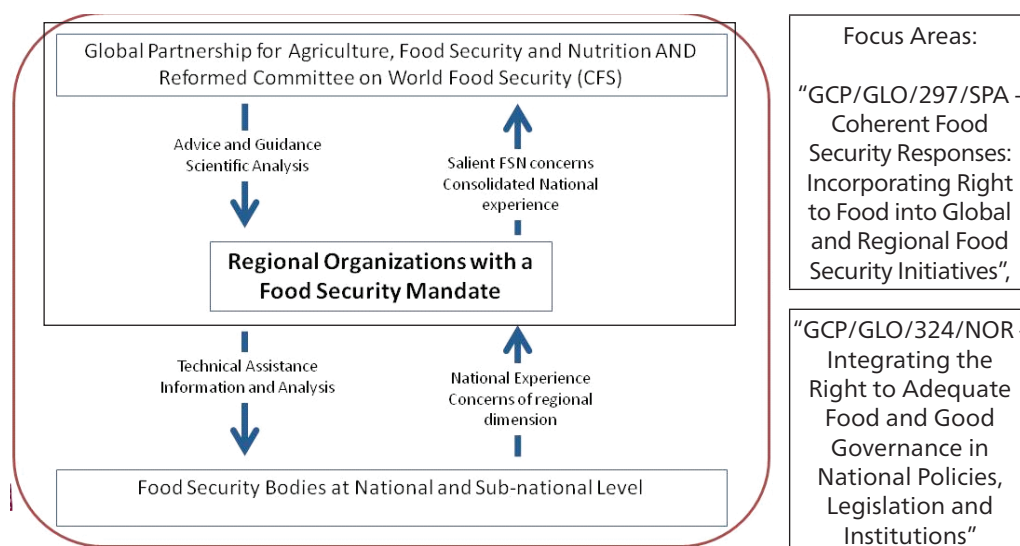 Global Partnership for Agriculture, Food Security and Nutrition AND
Reformed Committee on World Food Security (CFS)
Advice and Guidance
Scientific Analysis
Salient FSN concerns
Consolidated National
experience
Regional Organizations with a
Food Security Mandate
Technical Assistance
Information and Analysis
National Experience
Concerns of regional
dimension
Food Security Bodies at National and Sub-national Level
Focus Areas:
“GCP/GLO/297/SPA -
Coherent Food
Security Responses:
Incorporating Right
to Food into Global
and Regional Food
Security Initiatives”,
“GCP/GLO/324/NOR -
Integrating the
Right to Adequate
Food and Good
Governance in
National Policies,
Legislation and
Institutions”